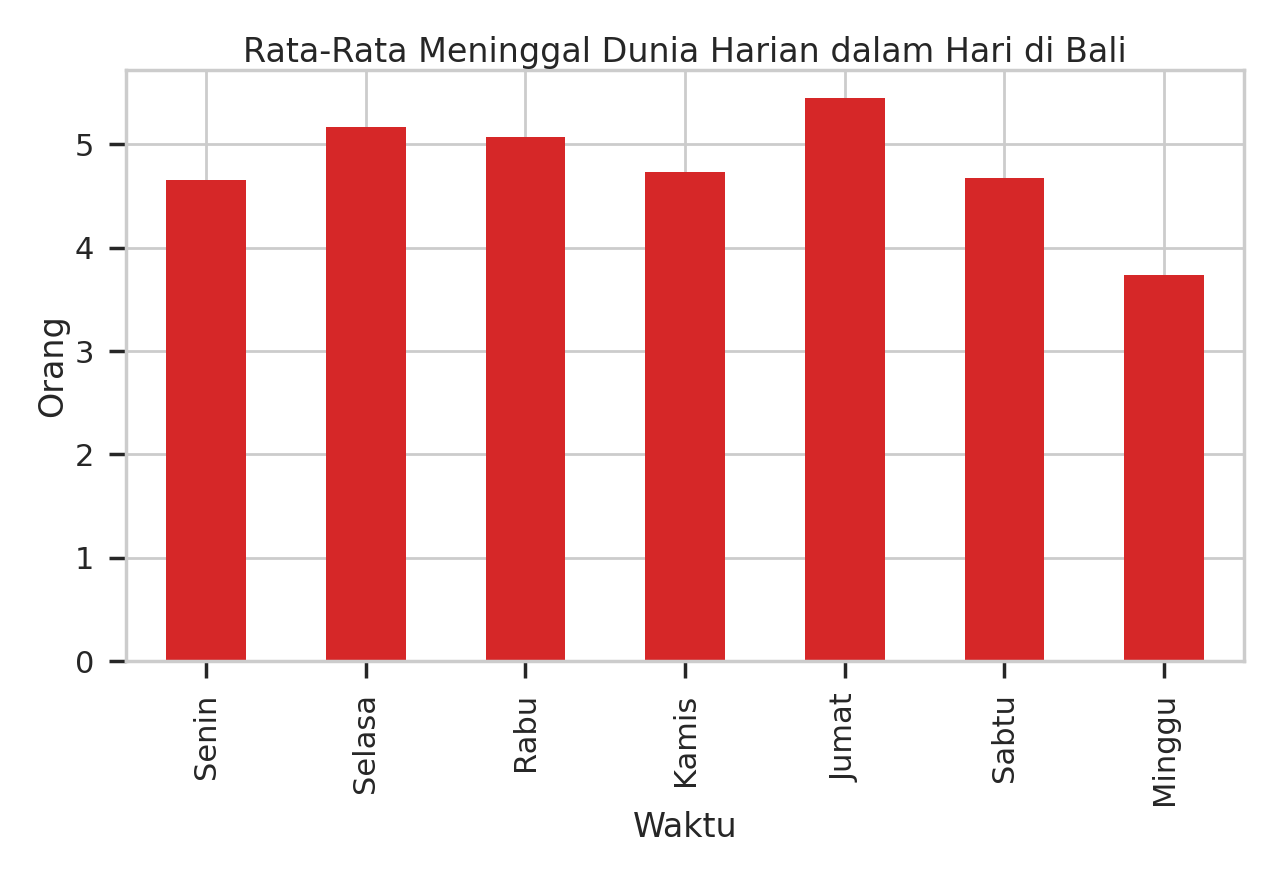 Rata-Rata Meninggal Dunia Harian dalam Hari di Bali
Orang
5
4
3
2
1
0
Senin
Selasa
Rabu
Kamis
Jumat
Sabtu
Minggu
Waktu